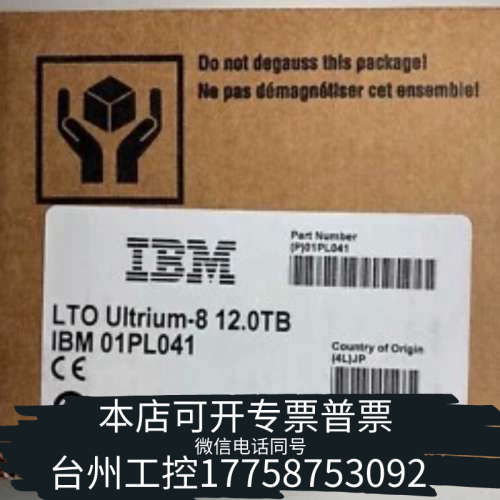 Do not degauss this package!
Ne pas démagnétiser cet ensemble!
IBM
Part Number
(P)01PL041
LTO Ultrium-8 12.0TB
IBM 01PL041
Country of Origin
(4L)JP
CE
本店可开专票普票
微信电话同号
台州工控17758753092